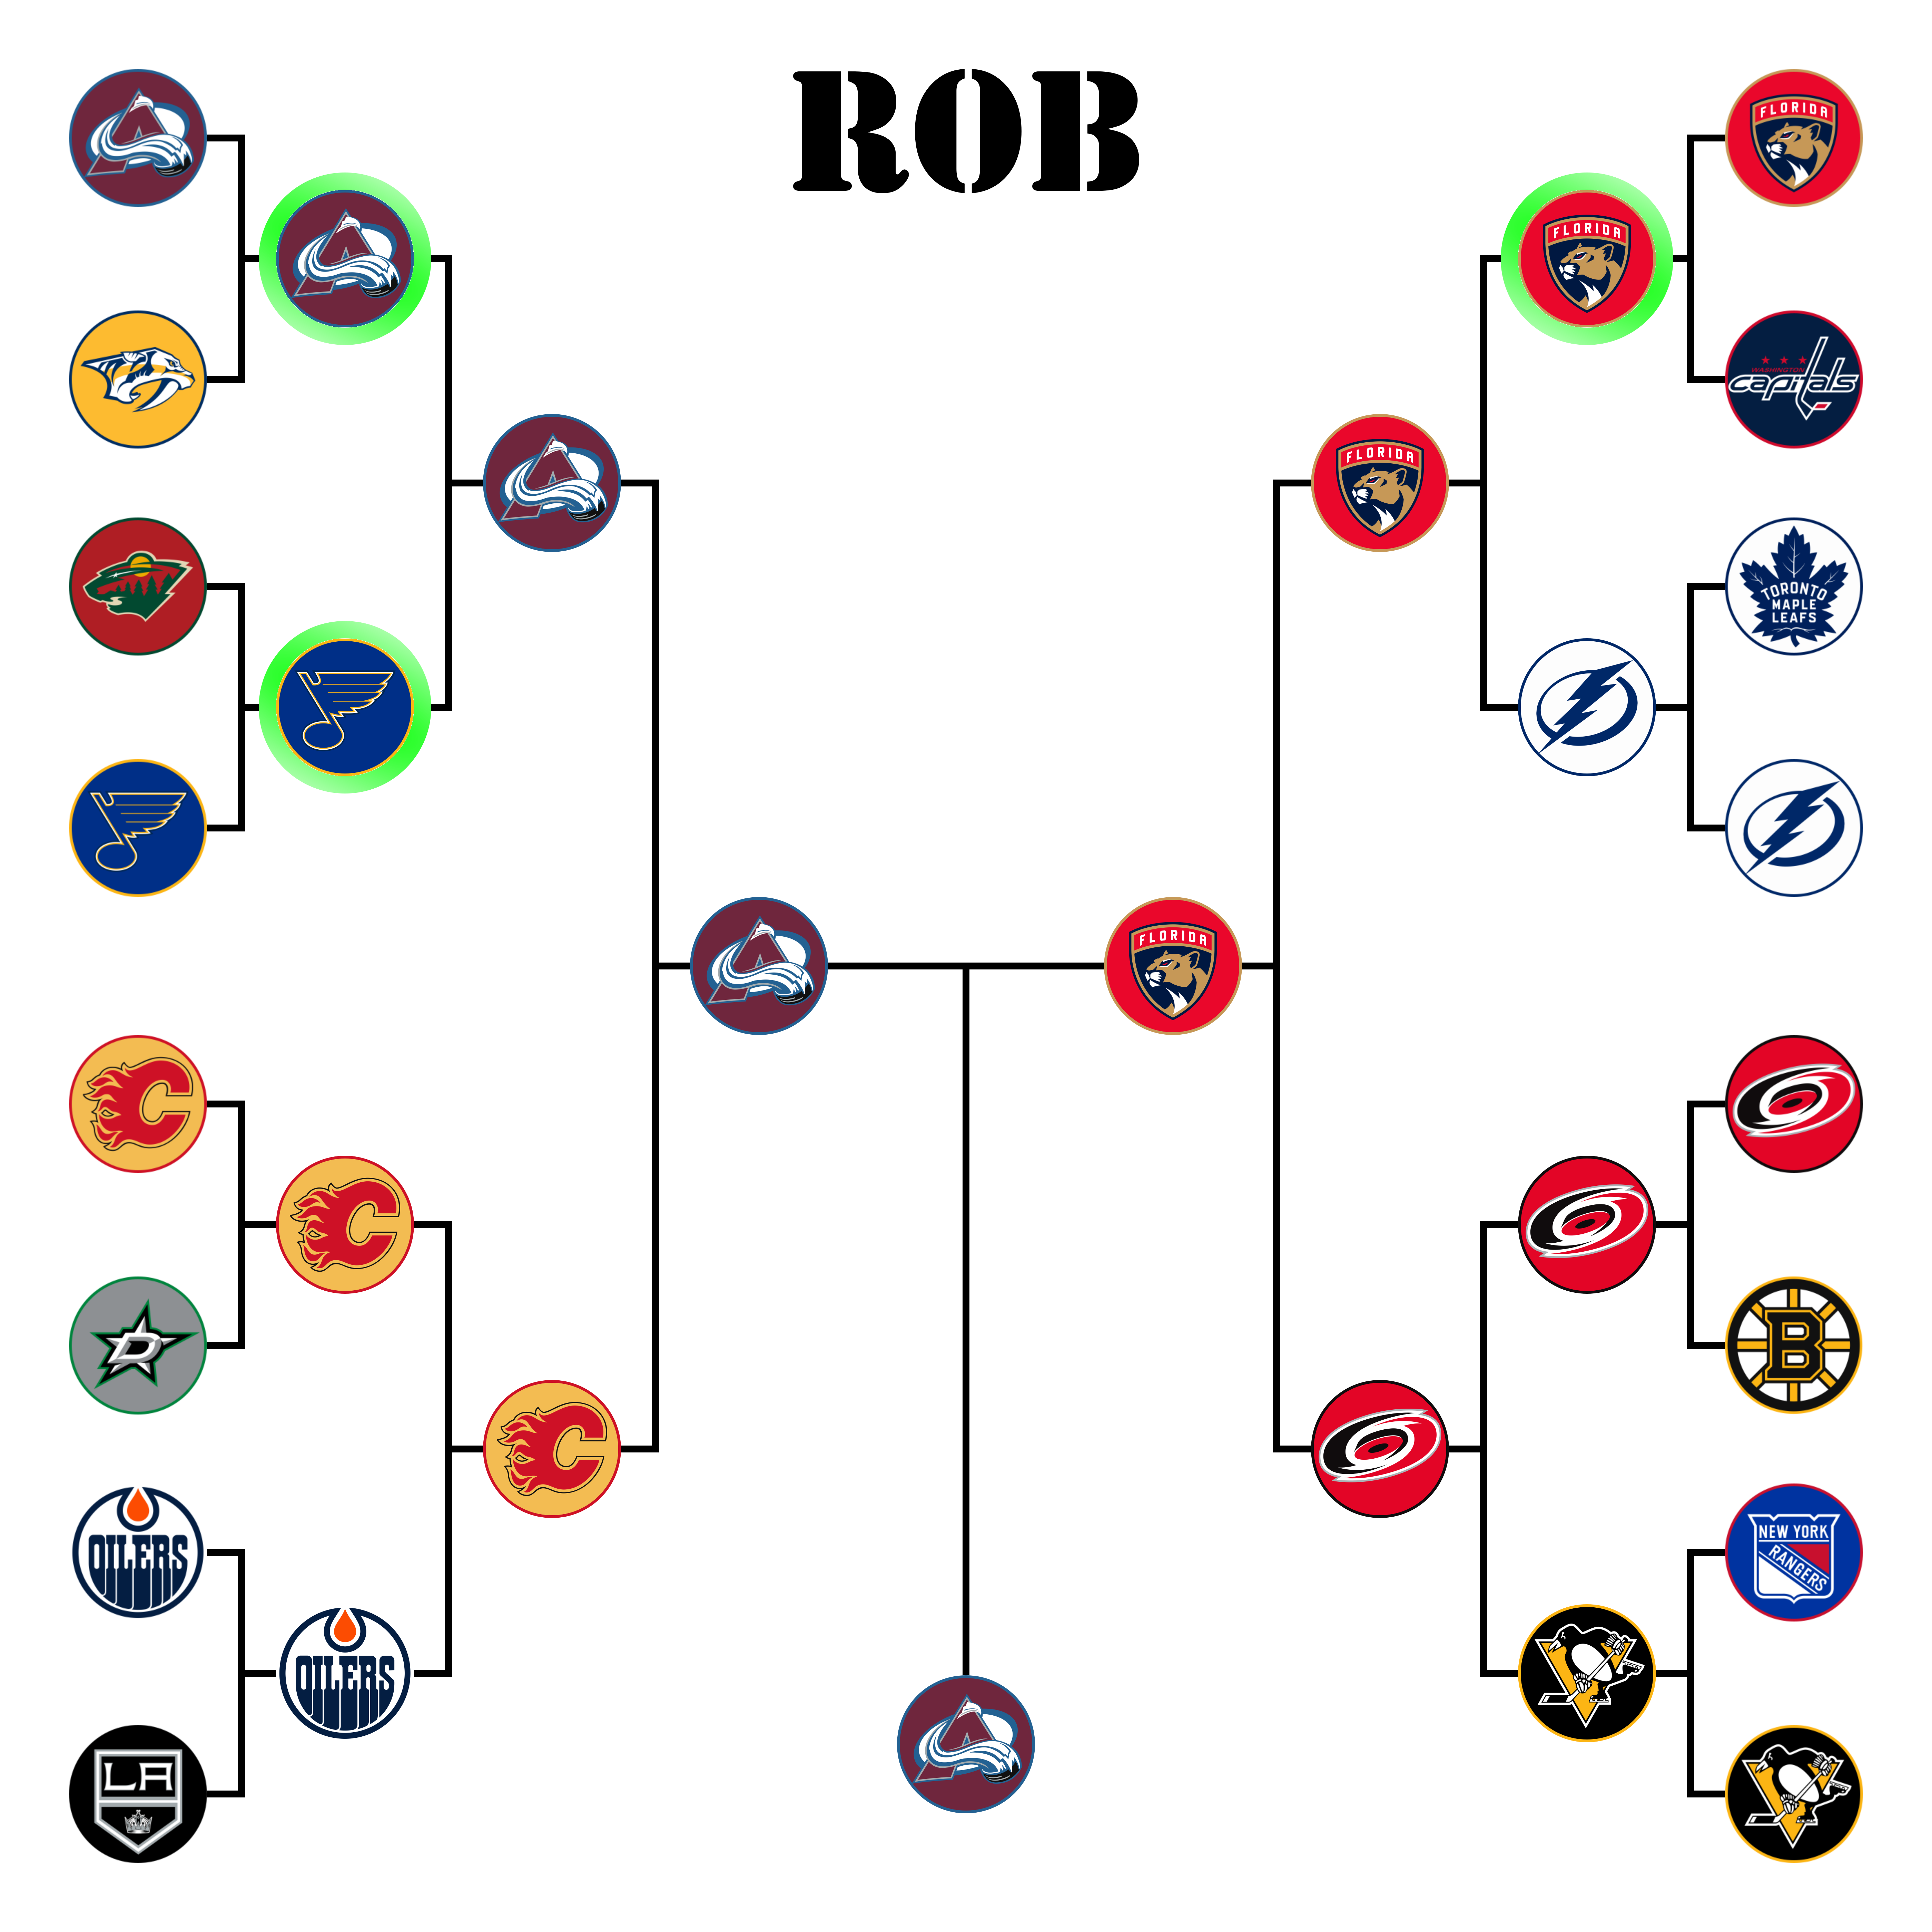 ROB
FLORIDA
FLORIDA
WASHINGTON
capitals
FLORIDA
TORONTO
MAPLE
LEAFS
FLORIDA
C
C
B
C
D
OILERS
NEW YORK
RANGERS
OILERS
LA